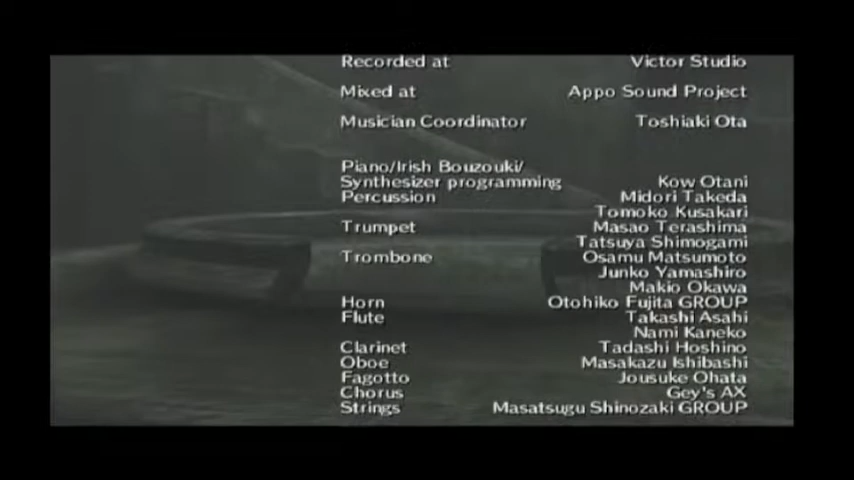 Recorded at Victor Studio
Mixed at Appo Sound Project
Musician Coordinator Toshiaki Ota
Piano/Irish Bouzouki/
Synthesizer programming Kow Otani
Percussion Midori Takeda
Tomoko Kusakari
Trumpet Masao Terashima
Tatsuya Shimogami
Trombone Osamu Matsumoto
Junko Yamashiro
Makio Okawa
Horn Otohiko Fujita GROUP
Flute Takashi Asahi
Nami Kaneko
Clarinet Tadashi Hoshino
Oboe Masakazu Ishibashi
Fagotto Jousuke Ohata
Chorus Gey's AX
Strings Masatsugu Shinozaki GROUP